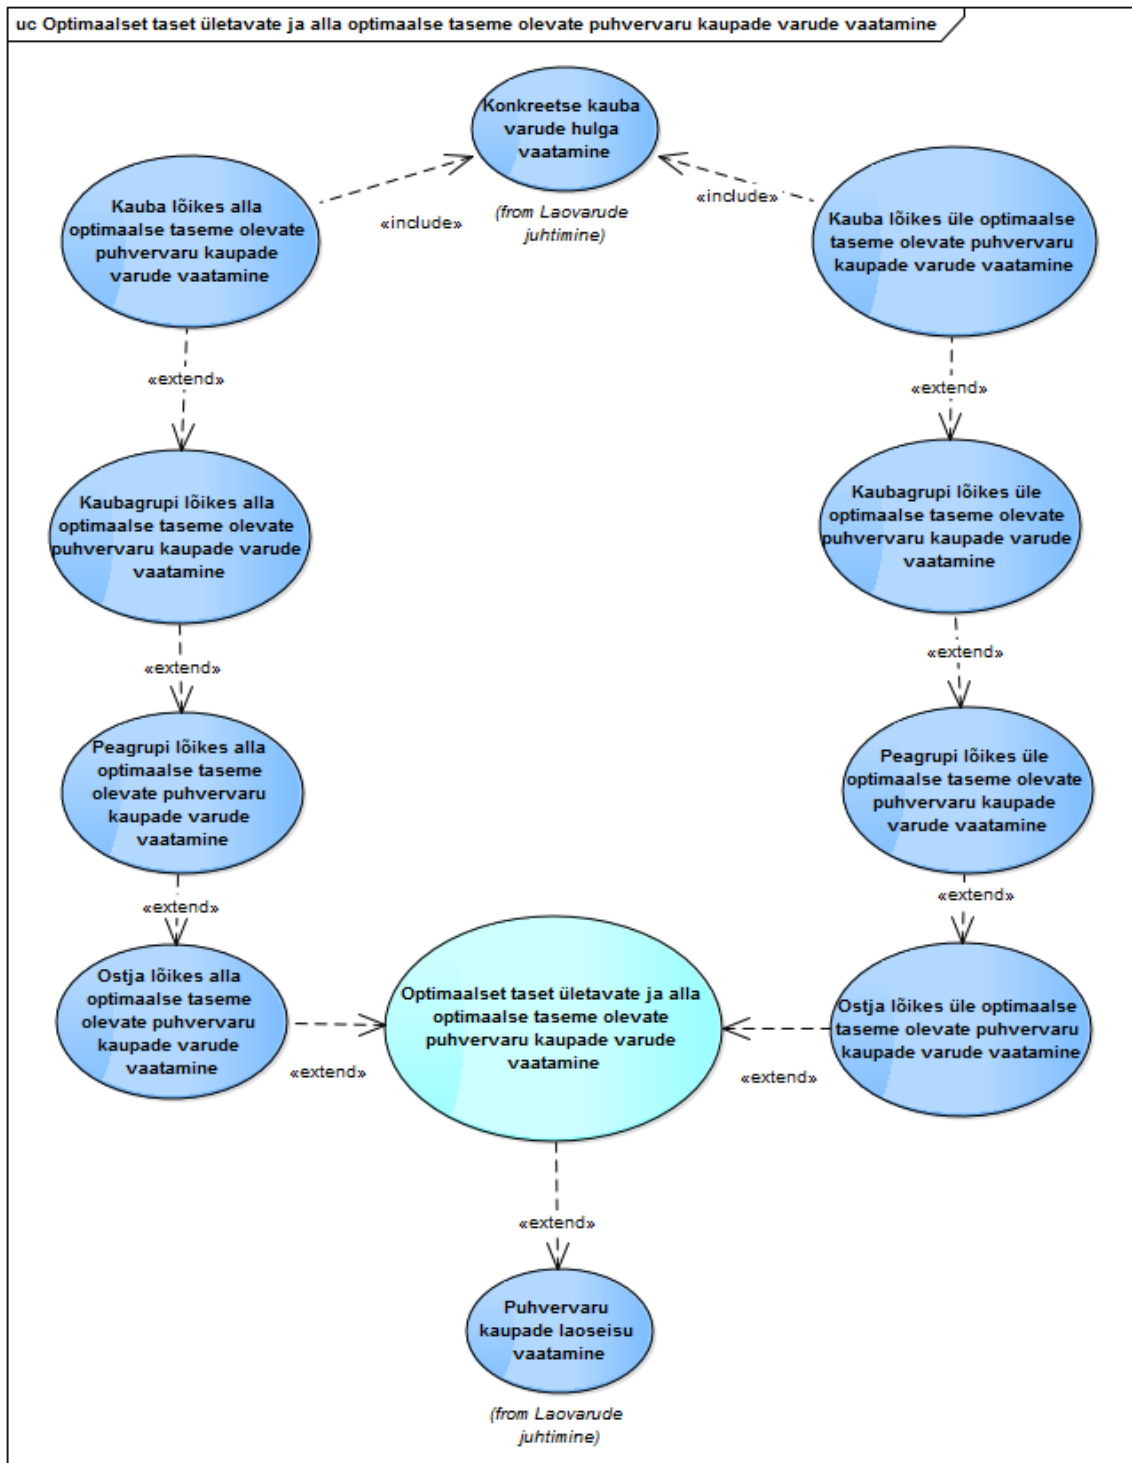 uc Optimaalset taset ületavate ja alla optimaalse taseme olevate puhvervaru kaupade varude vaatamine
Konkreetse kauba
varude hulga
vaatamine
(from Laovarude
juhtimine)
Kauba lõikes alla
optimaalse taseme olevate
puhvervaru kaupade
varude vaatamine
«include»
«include»
Kauba lõikes üle optimaalse
taseme olevate puhvervaru
kaupade varude vaatamine
«extend»
«extend»
Kaubagrupi lõikes alla
optimaalse taseme olevate
puhvervaru kaupade varude
vaatamine
Kaubagrupi lõikes üle
optimaalse taseme olevate
puhvervaru kaupade varude
vaatamine
«extend»
«extend»
Peagrupi lõikes alla
optimaalse taseme
olevate puhvervaru
kaupade varude
vaatamine
Peagrupi lõikes üle
optimaalse taseme olevate
puhvervaru kaupade
varude vaatamine
«extend»
«extend»
Ostja lõikes alla
optimaalse taseme
olevate puhvervaru
kaupade varude
vaatamine
«extend»
Optimaalset taset ületavate ja alla
optimaalse taseme olevate
puhvervaru kaupade varude
vaatamine
«extend»
Ostja lõikes üle optimaalse
taseme olevate puhvervaru
kaupade varude vaatamine
«extend»
Puhvervaru
kaupade laoseisu
vaatamine
(from Laovarude
juhtimine)